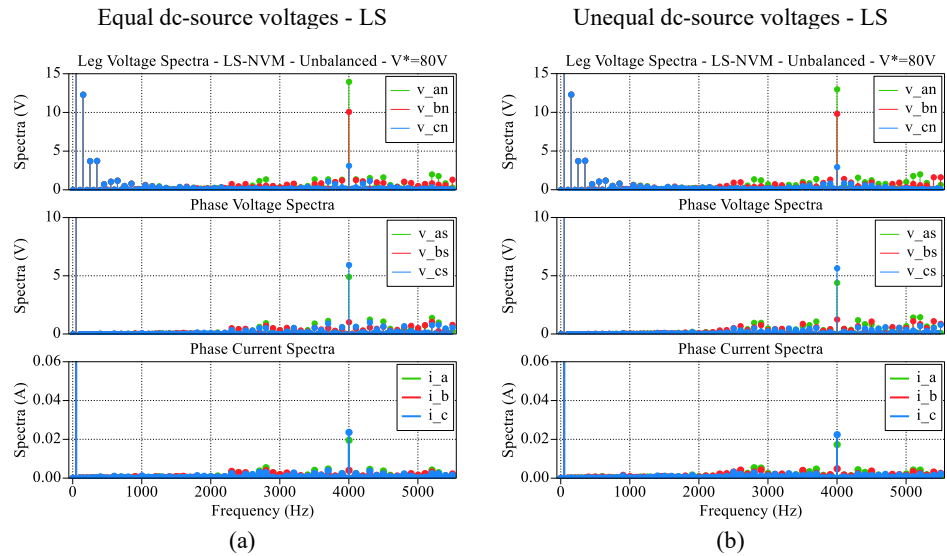 Equal dc-source voltages - LS
Leg Voltage Spectra - LS-NVM - Unbalanced - V*=80V
Spectra (V)
15
10
5
0
v_an
v_bn
v_cn
Phase Voltage Spectra
Spectra (V)
10
5
0
v_as
v_bs
v_cs
Phase Current Spectra
Spectra (A)
0.06
0.04
0.02
0.00
i_a
i_b
i_c
0 1000 2000 3000 4000 5000
Frequency (Hz)
(a)
Unequal dc-source voltages - LS
Leg Voltage Spectra - LS-NVM - Unbalanced - V*=80V
Spectra (V)
15
10
5
0
v_an
v_bn
v_cn
Phase Voltage Spectra
Spectra (V)
10
5
0
v_as
v_bs
v_cs
Phase Current Spectra
Spectra (A)
0.06
0.04
0.02
0.00
i_a
i_b
i_c
0 1000 2000 3000 4000 5000
Frequency (Hz)
(b)